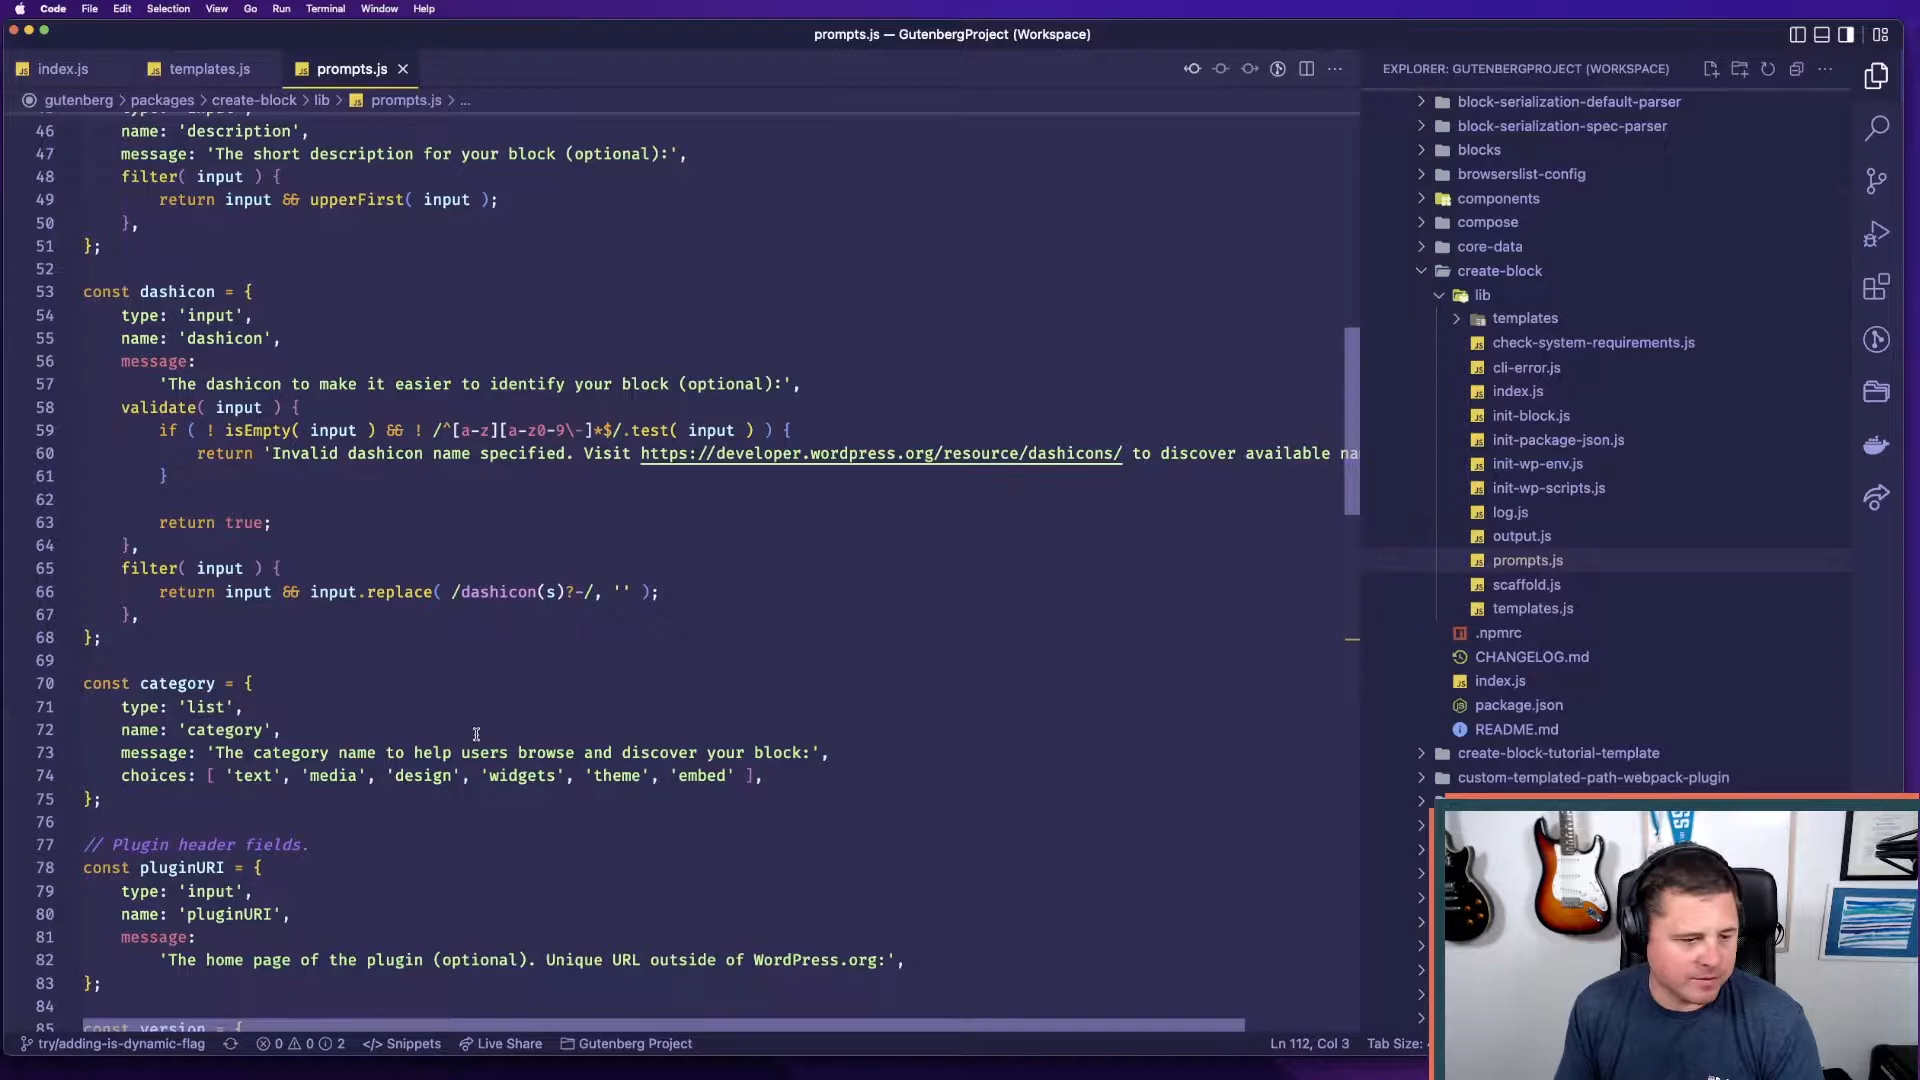 Code File Edit Selection View Go Run Terminal Window Help
prompts.js — GutenbergProject (Workspace)
index.js templates.js prompts.js
gutenberg > packages > create-block > lib > prompts.js > ...
46 name: 'description',
47 message: 'The short description for your block (optional):',
48 filter( input ) {
49 return input && upperFirst( input );
50 },
51 };
52
53 const dashicon = {
54 type: 'input',
55 name: 'dashicon',
56 message:
57 'The dashicon to make it easier to identify your block (optional):',
58 validate( input ) {
59 if ( ! isEmpty( input ) && ! /^[a-z][a-z0-9\-]*$/.test( input ) ) {
60 return 'Invalid dashicon name specified. Visit https://developer.wordpress.org/resource/dashicons/ to discover available na
61 }
62
63 return true;
64 },
65 filter( input ) {
66 return input && input.replace( /dashicon(s)?-/, '' );
67 },
68 };
69
70 const category = {
71 type: 'list',
72 name: 'category',
73 message: 'The category name to help users browse and discover your block:',
74 choices: [ 'text', 'media', 'design', 'widgets', 'theme', 'embed' ],
75 };
76
77 // Plugin header fields.
78 const pluginURI = {
79 type: 'input',
80 name: 'pluginURI',
81 message:
82 'The home page of the plugin (optional). Unique URL outside of WordPress.org:',
83 };
84
85 const version = {
EXPLORER: GUTENBERGPROJECT (WORKSPACE)
block-serialization-default-parser
block-serialization-spec-parser
blocks
browserslist-config
components
compose
core-data
create-block
lib
templates
check-system-requirements.js
cli-error.js
index.js
init-block.js
init-package-json.js
init-wp-env.js
init-wp-scripts.js
log.js
output.js
prompts.js
scaffold.js
templates.js
.npmrc
CHANGELOG.md
index.js
package.json
README.md
create-block-tutorial-template
custom-templated-path-webpack-plugin
try/adding-is-dynamic-flag 0 0 2 Snippets Live Share Gutenberg Project Ln 112, Col 3 Tab Size: